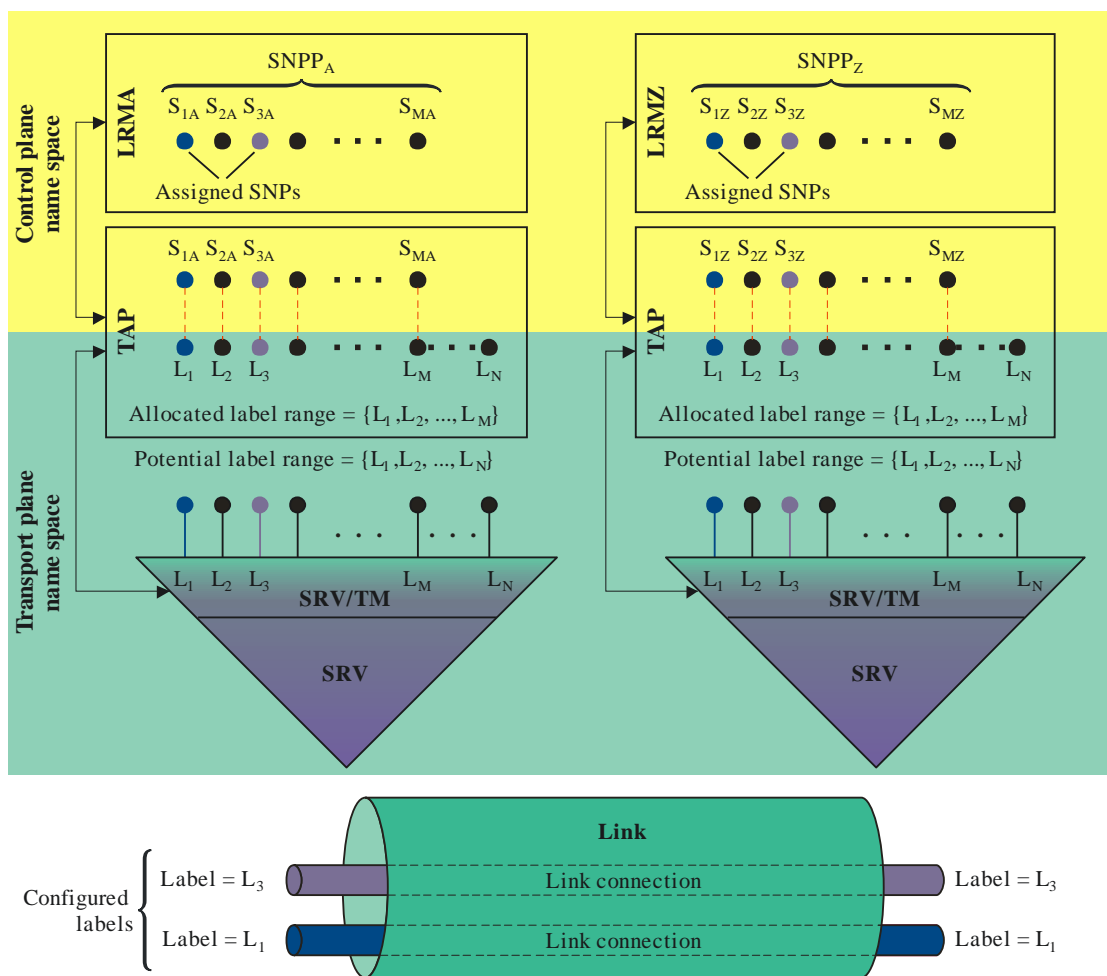 Control plane
name space
LRMA
SNPP_A
S_1A S_2A S_3A S_MA
Assigned SNPs
LRMZ
SNPP_Z
S_1Z S_2Z S_3Z S_MZ
Assigned SNPs
TAP
S_1A S_2A S_3A S_MA
L_1 L_2 L_3 L_M L_N
Allocated label range = {L_1,L_2, ..., L_M}
TAP
S_1Z S_2Z S_3Z S_MZ
L_1 L_2 L_3 L_M L_N
Allocated label range = {L_1,L_2, ..., L_M}
Transport plane
name space
Potential label range = {L_1,L_2, ..., L_N}
L_1 L_2 L_3 L_M L_N
SRV/TM
SRV
Potential label range = {L_1,L_2, ..., L_N}
L_1 L_2 L_3 L_M L_N
SRV/TM
SRV
Link
Configured
labels
Label = L_3
Link connection
Label = L_3
Label = L_1
Link connection
Label = L_1